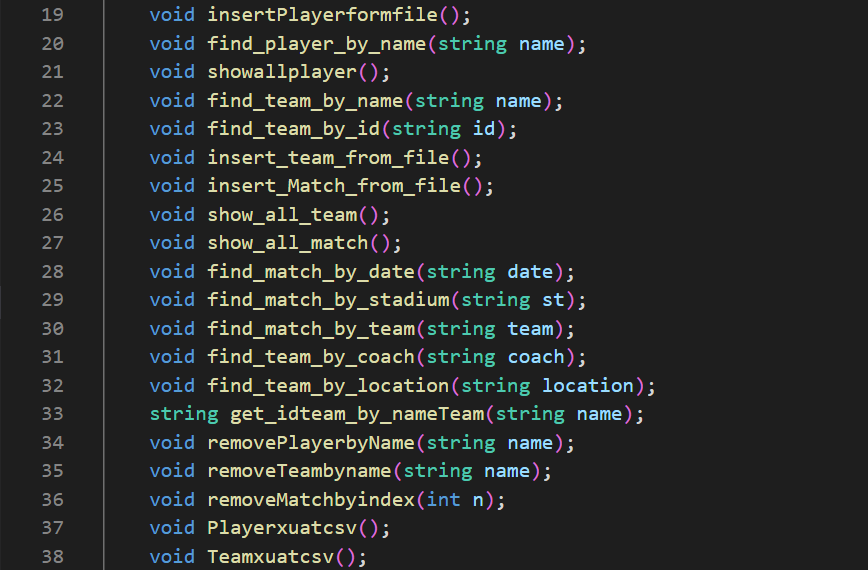 19 void insertPlayerformfile();
20 void find_player_by_name(string name);
21 void showallplayer();
22 void find_team_by_name(string name);
23 void find_team_by_id(string id);
24 void insert_team_from_file();
25 void insert_Match_from_file();
26 void show_all_team();
27 void show_all_match();
28 void find_match_by_date(string date);
29 void find_match_by_stadium(string st);
30 void find_match_by_team(string team);
31 void find_team_by_coach(string coach);
32 void find_team_by_location(string location);
33 string get_idteam_by_nameTeam(string name);
34 void removePlayerbyName(string name);
35 void removeTeambyname(string name);
36 void removeMatchbyindex(int n);
37 void Playerxuatcsv();
38 void Teamxuatcsv();